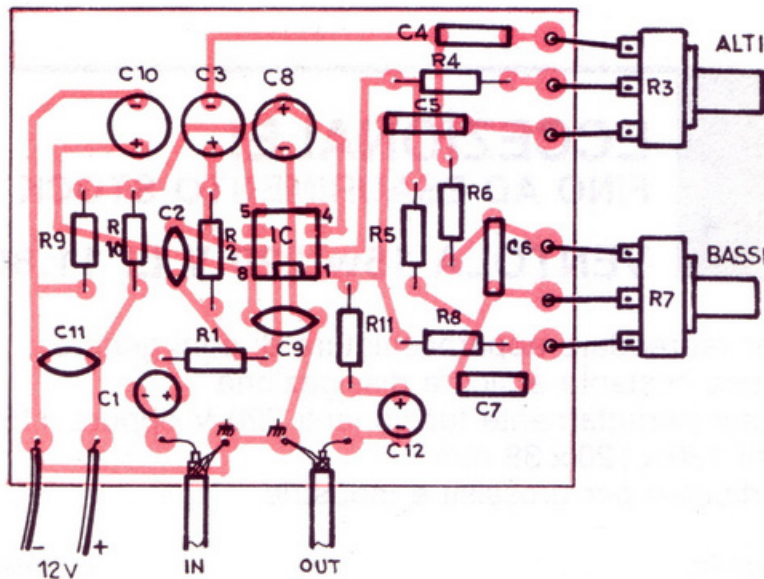 C4
ALTI
C10
C3
C8
R4
R3
C5
R6
C2
5
4
IC
R9
R
10
R
2
R5
C6
BASSI
8
1
R7
C11
R1
C9
R11
R8
C1
C7
C12
-
+
12V
IN
OUT